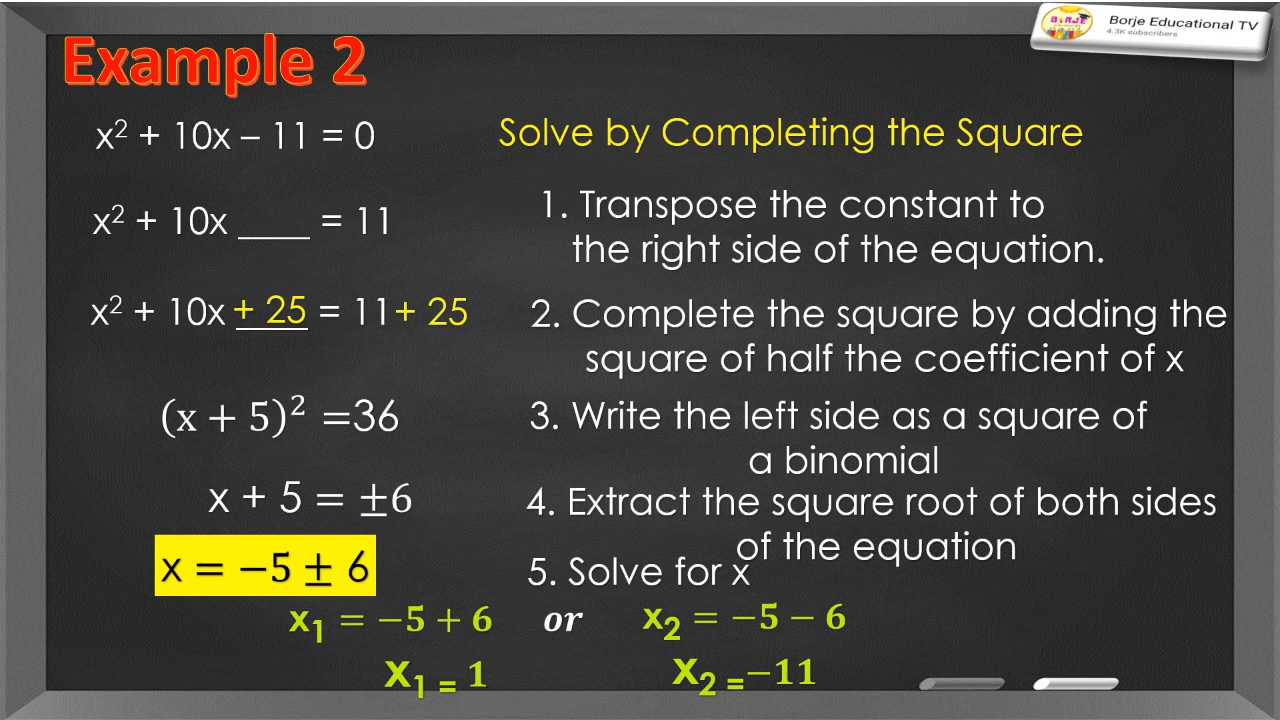 Borje Educational TV
4.3K subscribers
Example 2
x² + 10x – 11 = 0
Solve by Completing the Square
x² + 10x ____ = 11
1. Transpose the constant to
the right side of the equation.
x² + 10x + 25 = 11 + 25
2. Complete the square by adding the
square of half the coefficient of x
(x + 5)² =36
3. Write the left side as a square of
a binomial
x + 5 = ±6
4. Extract the square root of both sides
of the equation
x = −5 ± 6
5. Solve for x
x₁ = −5 + 6 or x₂ = −5 − 6
x₁ = 1 x₂ = −11